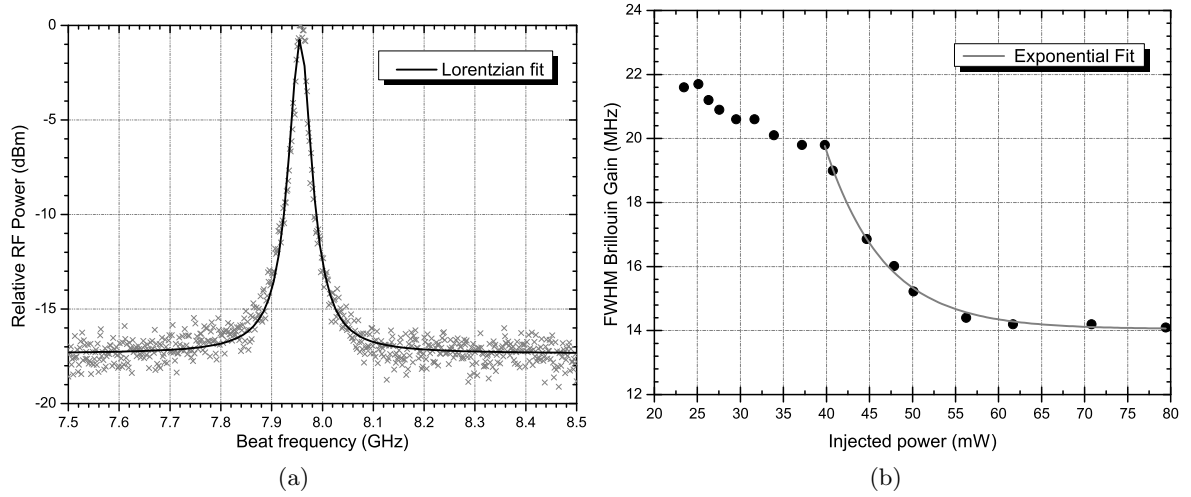 0
-5
-10
-15
-20
7.5 7.6 7.7 7.8 7.9 8.0 8.1 8.2 8.3 8.4 8.5
Relative RF Power (dBm)
Beat frequency (GHz)
Lorentzian fit
(a)
24
22
20
18
16
14
12
20 25 30 35 40 45 50 55 60 65 70 75 80
FWHM Brillouin Gain (MHz)
Injected power (mW)
Exponential Fit
(b)